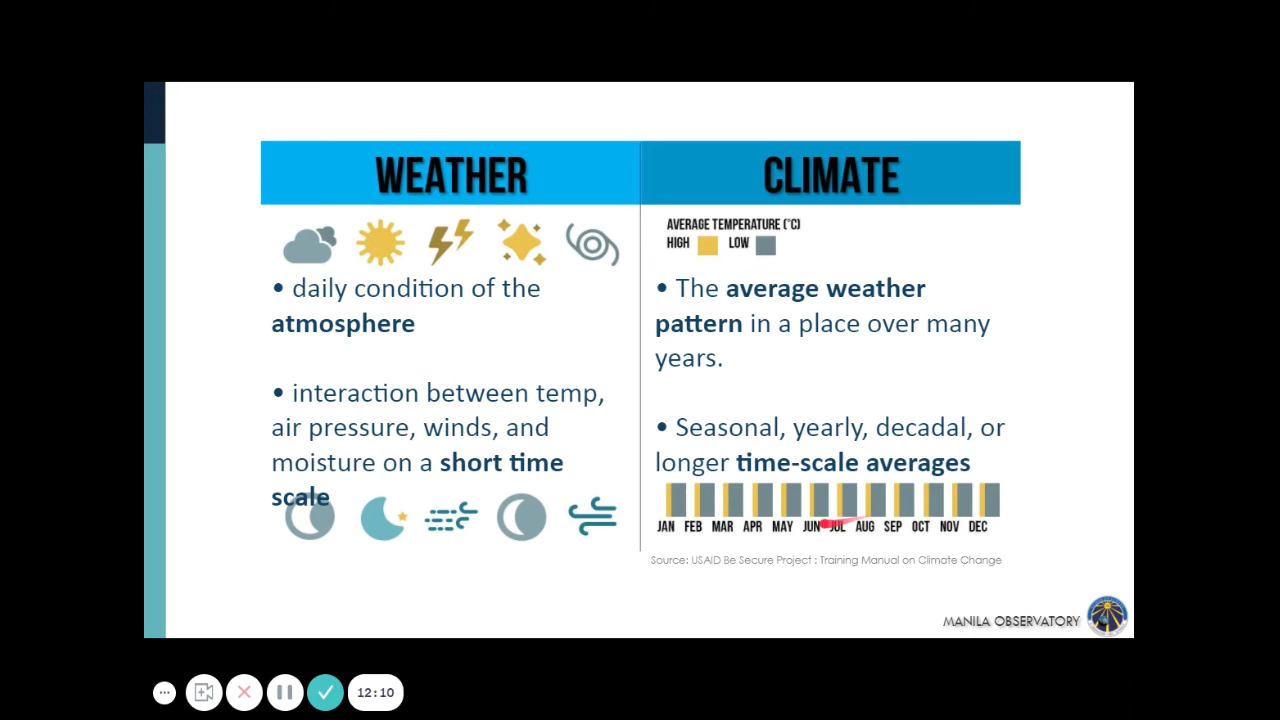 WEATHER
CLIMATE
AVERAGE TEMPERATURE (°C)
HIGH LOW
• daily condition of the
atmosphere
• interaction between temp,
air pressure, winds, and
moisture on a short time
scale
• The average weather
pattern in a place over many
years.
• Seasonal, yearly, decadal, or
longer time-scale averages
JAN FEB MAR APR MAY JUN JUL AUG SEP OCT NOV DEC
Source: USAID Be Secure Project : Training Manual on Climate Change
MANILA OBSERVATORY
12:10